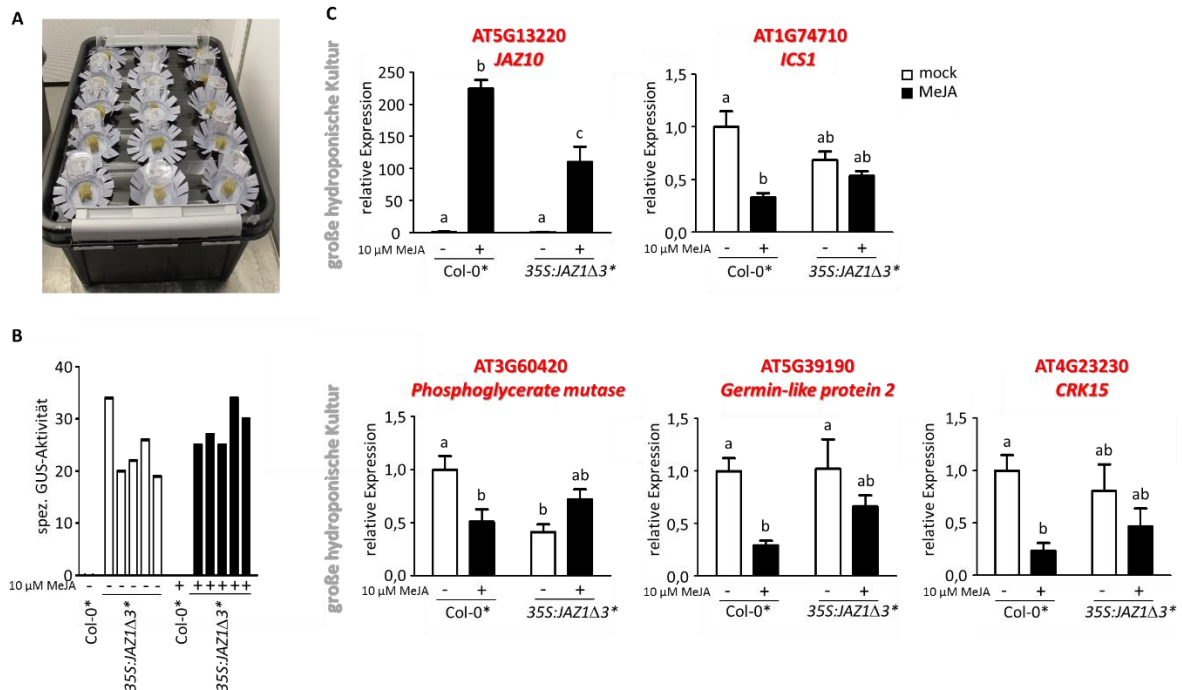 A
C
AT5G13220
JAZ10
AT1G74710
ICS1
mock
MeJA
große hydroponische Kultur
relative Expression
250
200
150
100
50
0
a
b
a
c
10 µM MeJA
-
+
-
+
Col-0*
35S:JAZ1Δ3*
relative Expression
1,5
1,0
0,5
0,0
a
b
ab
ab
-
+
-
+
10 µM MeJA
Col-0*
35S:JAZ1Δ3*
B
spez. GUS-Aktivität
40
30
20
10
0
10 µM MeJA
- - - - - - + + + + + +
Col-0*
35S:JAZ1Δ3*
Col-0*
35S:JAZ1Δ3*
große hydroponische Kultur
AT3G60420
Phosphoglycerate mutase
relative Expression
1,5
1,0
0,5
0,0
a
b
b
ab
10 µM MeJA
-
+
-
+
Col-0*
35S:JAZ1Δ3*
AT5G39190
Germin-like protein 2
relative Expression
1,5
1,0
0,5
0,0
a
b
a
ab
10 µM MeJA
-
+
-
+
Col-0*
35S:JAZ1Δ3*
AT4G23230
CRK15
relative Expression
1,5
1,0
0,5
0,0
a
b
ab
ab
10 µM MeJA
-
+
-
+
Col-0*
35S:JAZ1Δ3*